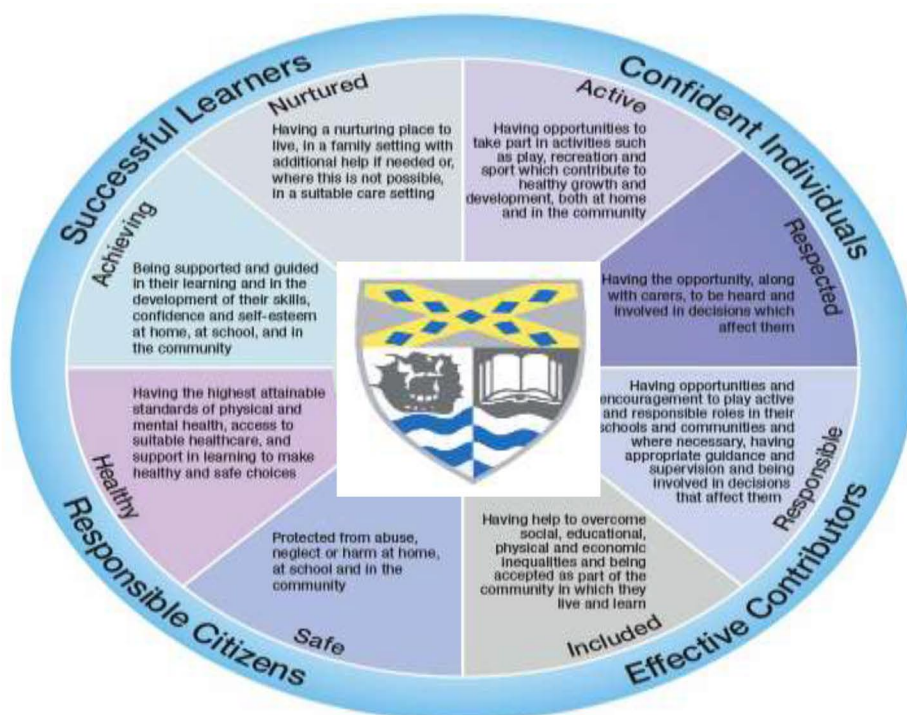 Successful Learners
Confident Individuals
Nurtured
Having a nurturing place to
live, in a family setting with
additional help if needed or,
where this is not possible,
in a suitable care setting
Active
Having opportunities to
take part in activities such
as play, recreation and
sport which contribute to
healthy growth and
development, both at home
and in the community
Achieving
Being supported and guided
in their learning and in the
development of their skills,
confidence and self-esteem
at home, at school, and in
the community
Respected
Having the opportunity, along
with carers, to be heard and
involved in decisions which
affect them
Healthy
Having the highest attainable
standards of physical and
mental health, access to
suitable healthcare, and
support in learning to make
healthy and safe choices
Responsible
Having opportunities and
encouragement to play active
and responsible roles in their
schools and communities and
where necessary, having
appropriate guidance and
supervision and being
involved in decisions
that affect them
Protected from abuse,
neglect or harm at home,
at school and in the
community
Safe
Having help to overcome
social, educational,
physical and economic
inequalities and being
accepted as part of the
community in which they
live and learn
Included
Responsible Citizens
Effective Contributors